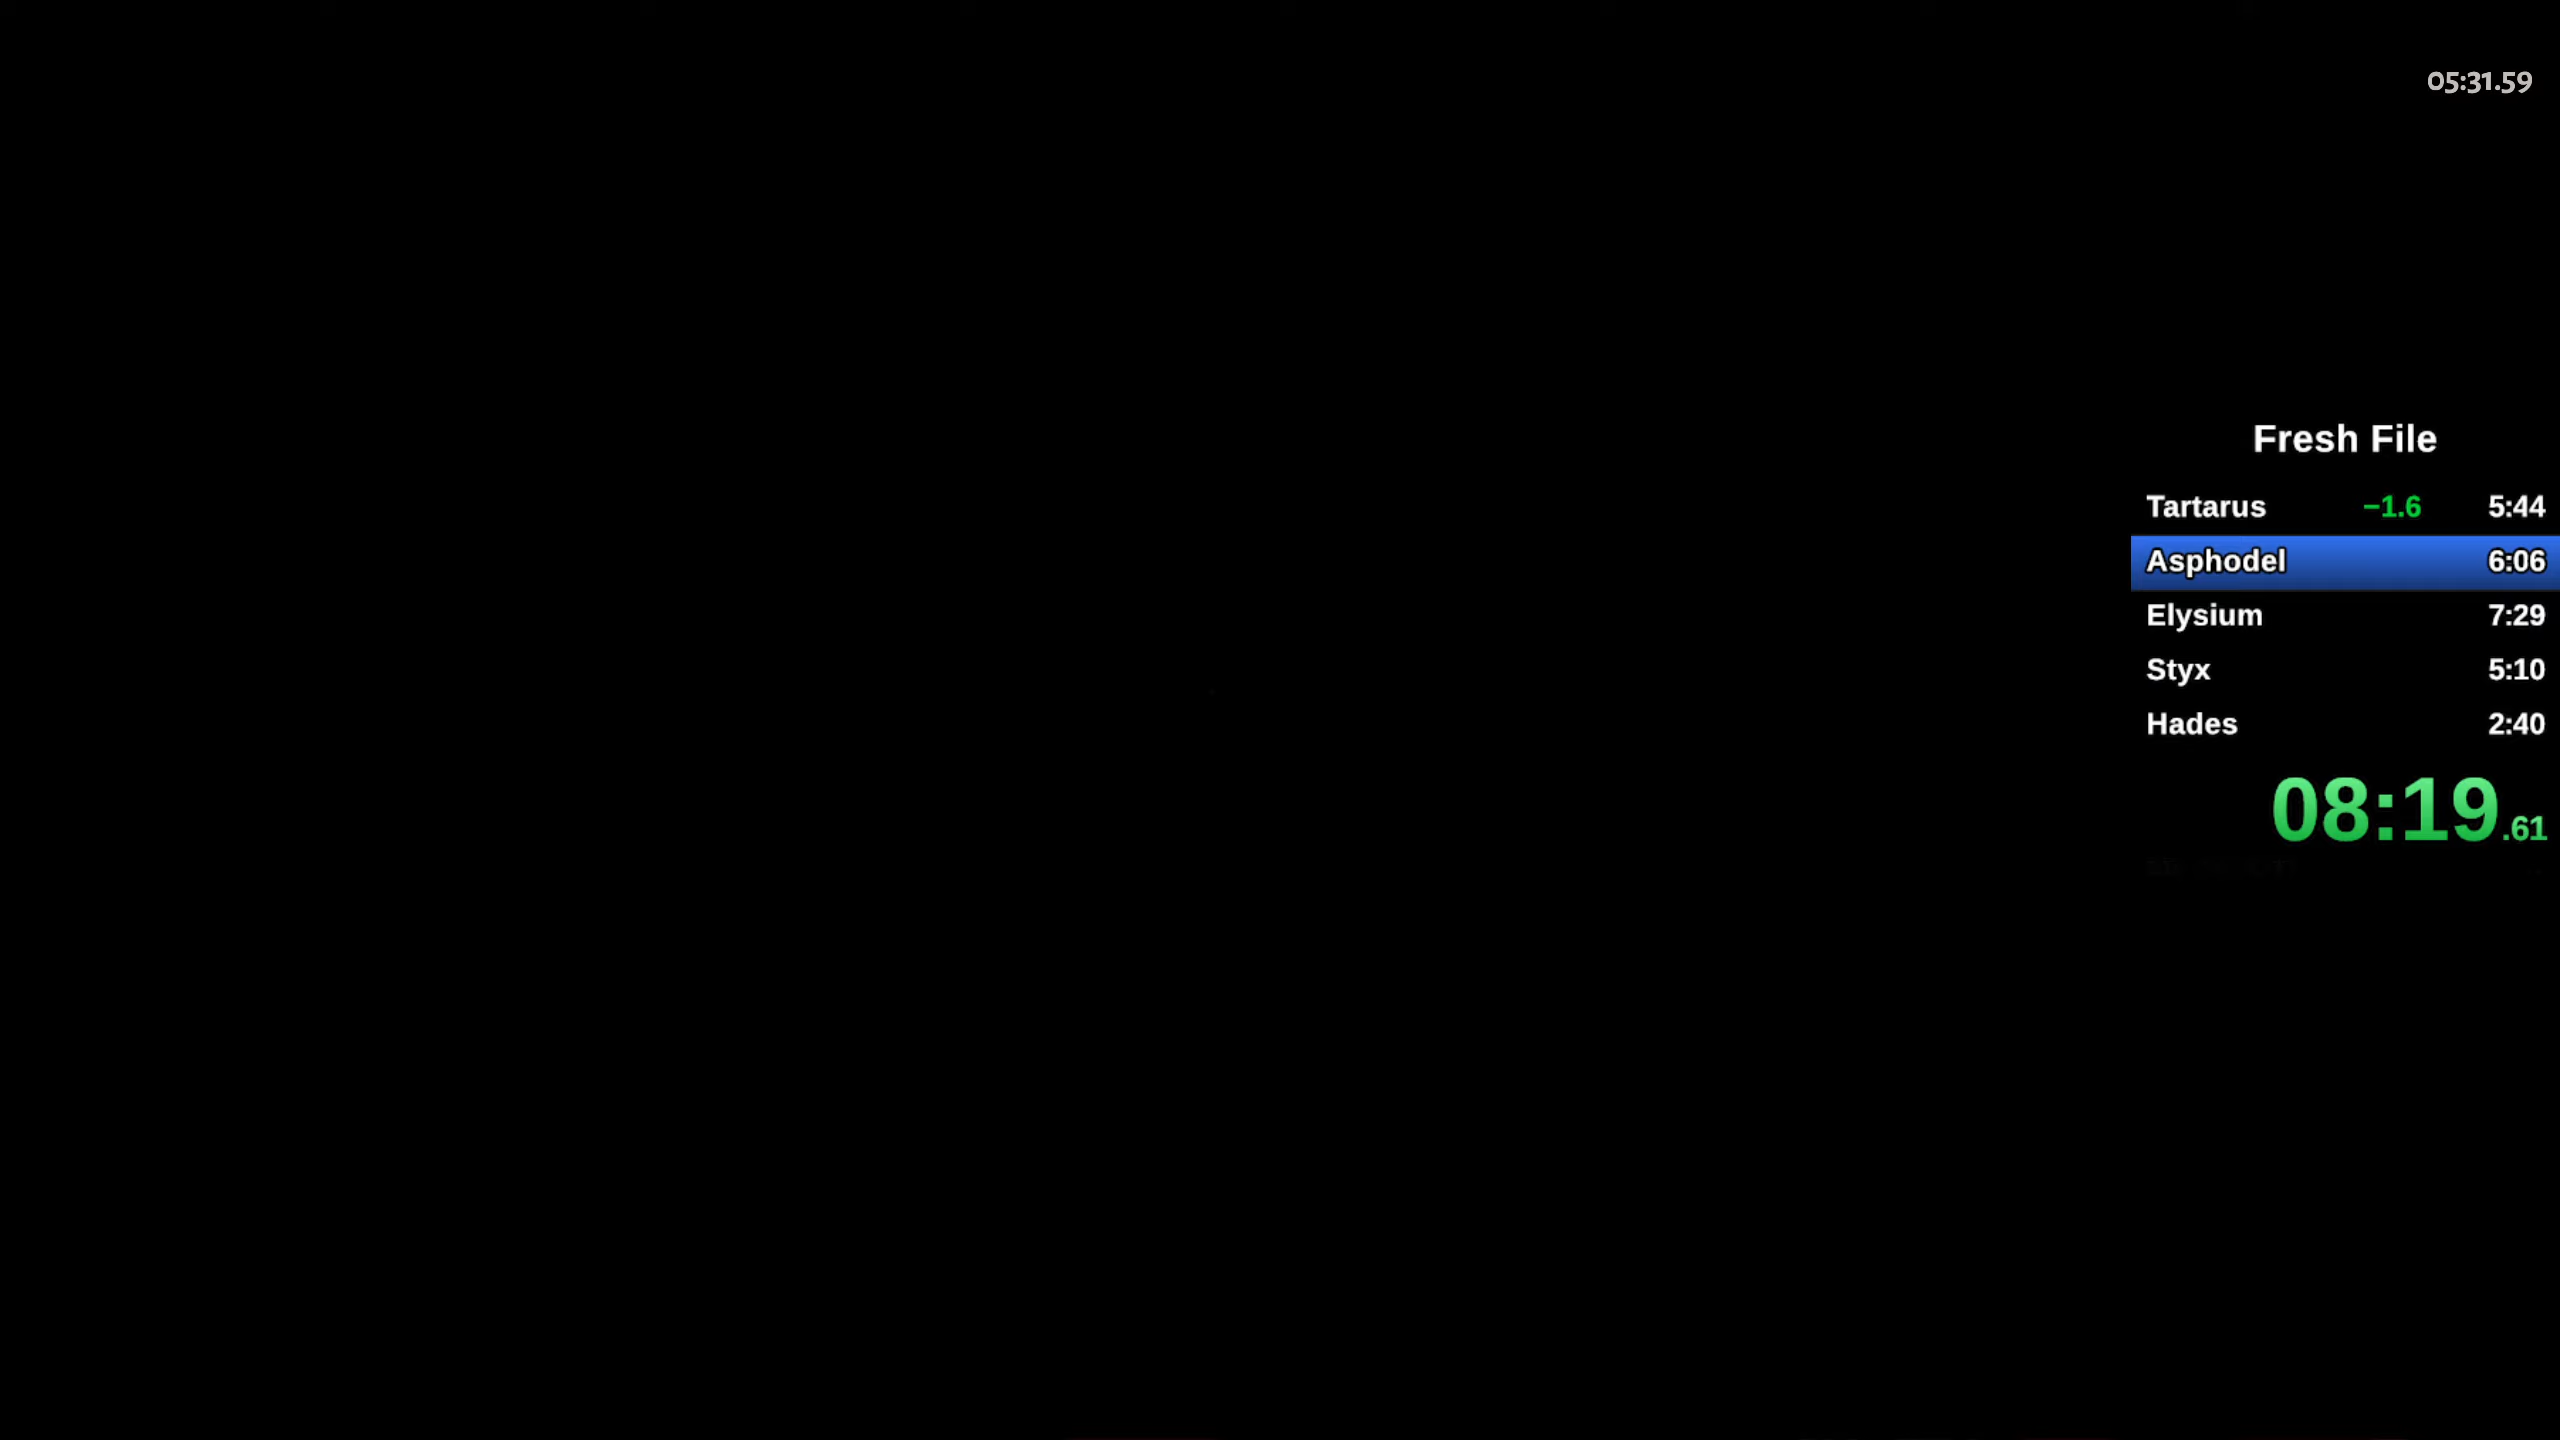 05:31.59
Fresh File
Tartarus −1.6 5:44
Asphodel 6:06
Elysium 7:29
Styx 5:10
Hades 2:40
08:19.61